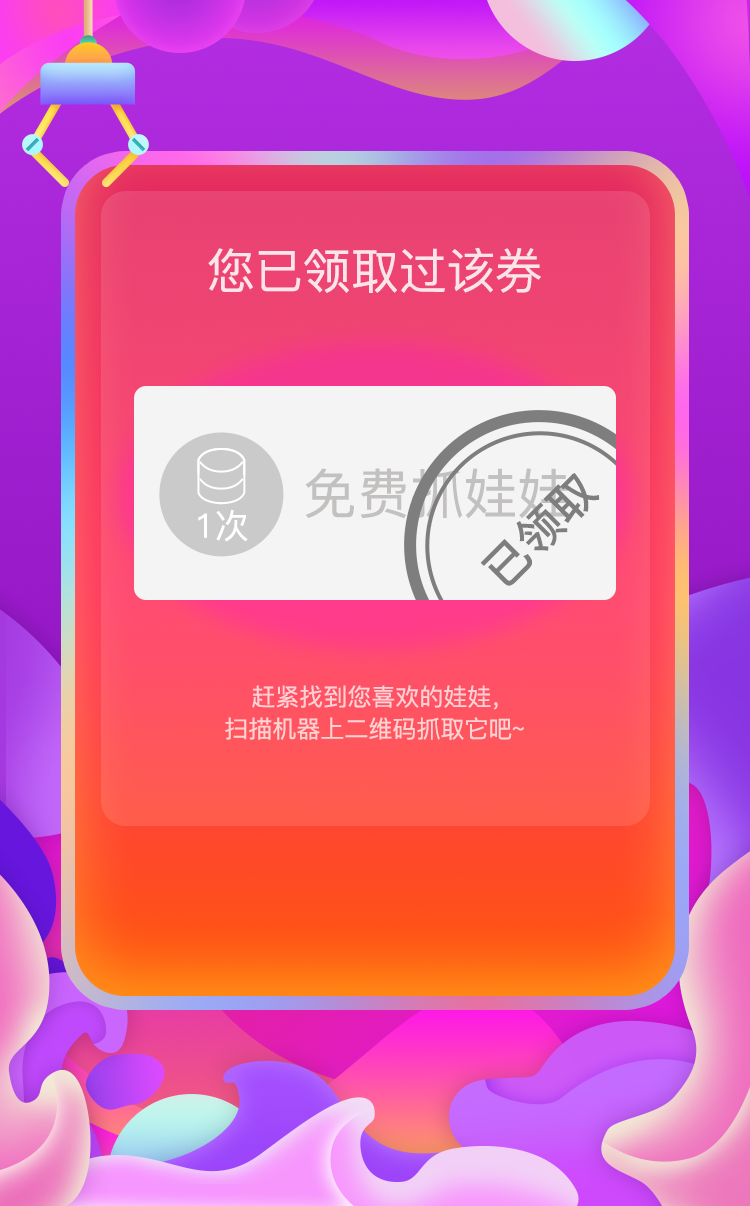 您已领取过该券
1次
免费抓娃娃
已领取
赶紧找到您喜欢的娃娃,
扫描机器上二维码抓取它吧~